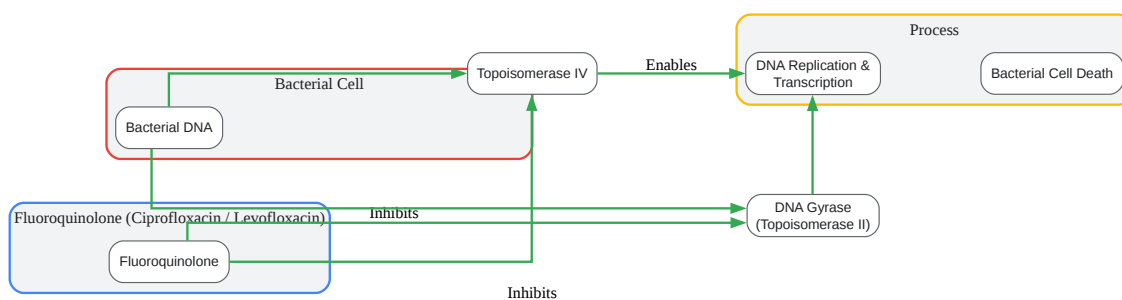 Process
Topoisomerase IV
Enables
DNA Replication &
Transcription
Bacterial Cell Death
Bacterial Cell
Bacterial DNA
Fluoroquinolone (Ciprofloxacin / Levofloxacin)
Inhibits
DNA Gyrase
(Topoisomerase II)
Fluoroquinolone
Inhibits